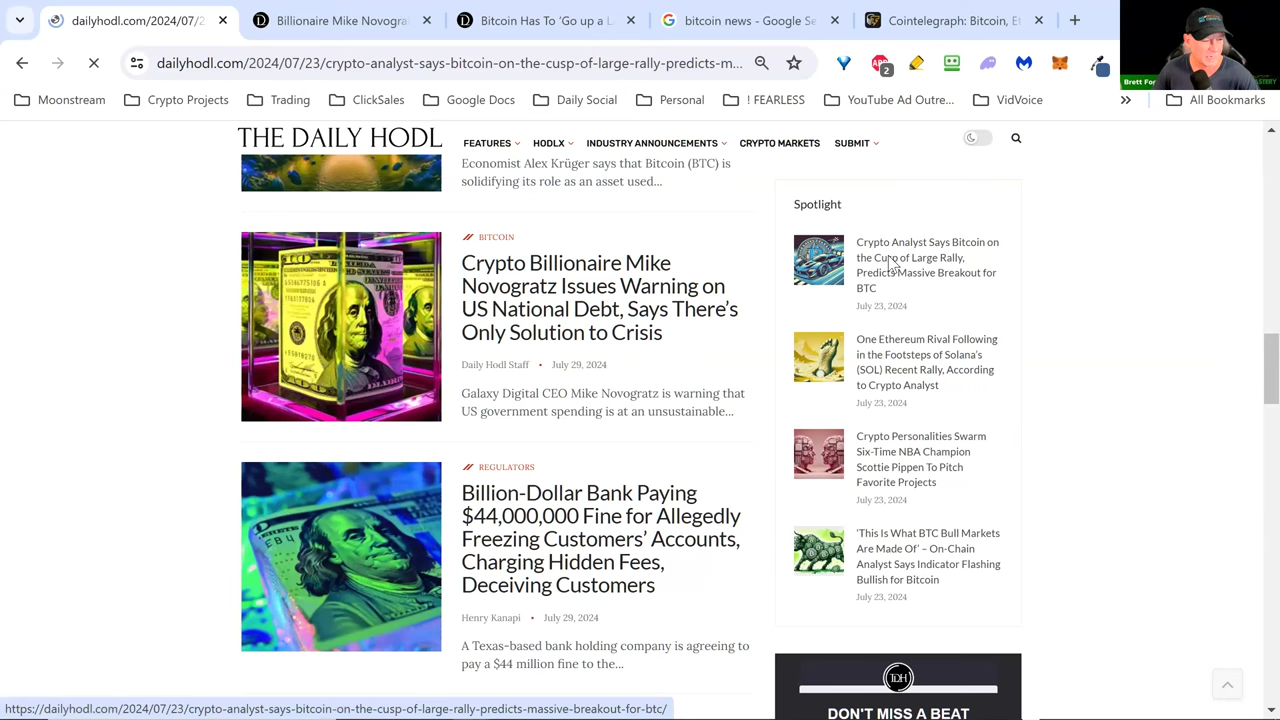 dailyhodl.com/2024/07/23/c
Billionaire Mike Novogra
Bitcoin Has To 'Go up a L
bitcoin news - Google Se
Cointelegraph: Bitcoin, Et
dailyhodl.com/2024/07/23/crypto-analyst-says-bitcoin-on-the-cusp-of-large-rally-predicts-m...
2
Brett For
STERY
Moonstream
Crypto Projects
Trading
ClickSales
Google Docs
Daily Social
Personal
! FEARLESS
YouTube Ad Outre...
VidVoice
»
All Bookmarks
THE DAILY HODL
FEATURES
HODLX
INDUSTRY ANNOUNCEMENTS
CRYPTO MARKETS
SUBMIT
Economist Alex Krüger says that Bitcoin (BTC) is
solidifying its role as an asset used...
BITCOIN
Crypto Billionaire Mike
Novogratz Issues Warning on
US National Debt, Says There's
Only Solution to Crisis
Daily Hodl Staff • July 29, 2024
Galaxy Digital CEO Mike Novogratz is warning that
US government spending is at an unsustainable...
REGULATORS
Billion-Dollar Bank Paying
$44,000,000 Fine for Allegedly
Freezing Customers' Accounts,
Charging Hidden Fees,
Deceiving Customers
Henry Kanapi • July 29, 2024
A Texas-based bank holding company is agreeing to
pay a $44 million fine to the...
Spotlight
Crypto Analyst Says Bitcoin on
the Cusp of Large Rally,
Predicts Massive Breakout for
BTC
July 23, 2024
One Ethereum Rival Following
in the Footsteps of Solana's
(SOL) Recent Rally, According
to Crypto Analyst
July 23, 2024
Crypto Personalities Swarm
Six-Time NBA Champion
Scottie Pippen To Pitch
Favorite Projects
July 23, 2024
'This Is What BTC Bull Markets
Are Made Of' – On-Chain
Analyst Says Indicator Flashing
Bullish for Bitcoin
July 23, 2024
TDH
DON'T MISS A BEAT
https://dailyhodl.com/2024/07/23/crypto-analyst-says-bitcoin-on-the-cusp-of-large-rally-predicts-massive-breakout-for-btc/